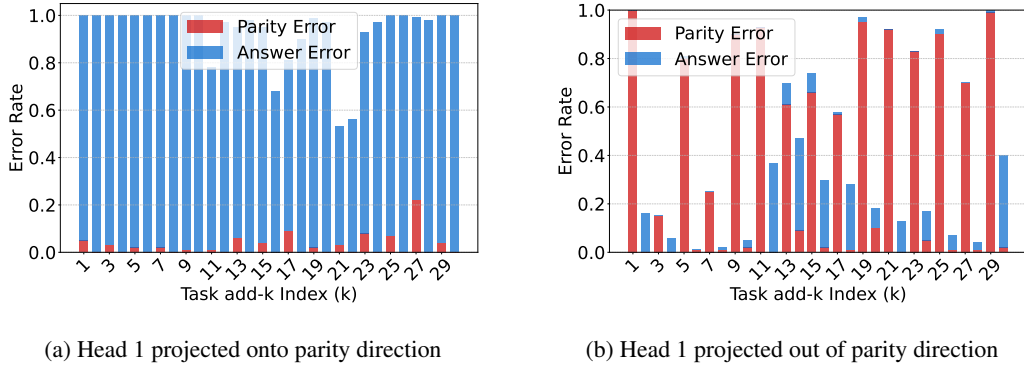 Parity Error
Answer Error
Error Rate
1.0
0.8
0.6
0.4
0.2
0.0
1 3 5 7 9 11 13 15 17 19 21 23 25 27 29
Task add-k Index (k)
(a) Head 1 projected onto parity direction
Parity Error
Answer Error
Error Rate
1.0
0.8
0.6
0.4
0.2
0.0
1 3 5 7 9 11 13 15 17 19 21 23 25 27 29
Task add-k Index (k)
(b) Head 1 projected out of parity direction